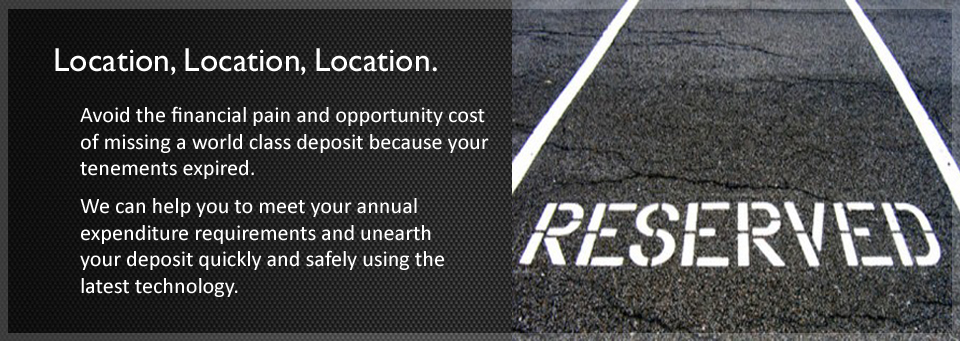 Location, Location, Location.
Avoid the financial pain and opportunity cost
of missing a world class deposit because your
tenements expired.
We can help you to meet your annual
expenditure requirements and unearth
your deposit quickly and safely using the
latest technology.
RESERVED